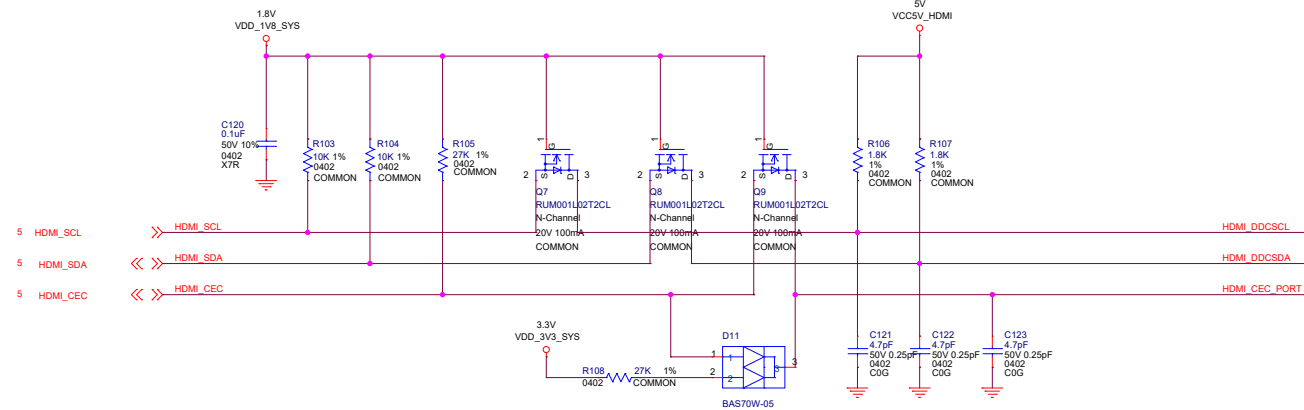 1.8V
VDD_1V8_SYS
5V
VCC5V_HDMI
C120
0.1uF
50V 10%
0402
X7R
R103
10K 1%
0402
COMMON
R104
10K 1%
0402
COMMON
R105
27K 1%
0402
COMMON
1
G
S
D
2
3
Q7
RUM001L02T2CL
N-Channel
20V 100mA
COMMON
1
G
S
D
2
3
Q8
RUM001L02T2CL
N-Channel
20V 100mA
COMMON
1
G
S
D
2
3
Q9
RUM001L02T2CL
N-Channel
20V 100mA
COMMON
R106
1.8K
1%
0402
COMMON
R107
1.8K
1%
0402
COMMON
5 HDMI_SCL
HDMI_SCL
HDMI_DDCSCL
5 HDMI_SDA
HDMI_SDA
HDMI_DDCSDA
5 HDMI_CEC
HDMI_CEC
HDMI_CEC_PORT
3.3V
VDD_3V3_SYS
R108
0402
27K 1%
COMMON
D11
1
1
2
2
3
3
BAS70W-05
C121
4.7pF
50V 0.25pF
0402
C0G
C122
4.7pF
50V 0.25pF
0402
C0G
C123
4.7pF
50V 0.25pF
0402
C0G